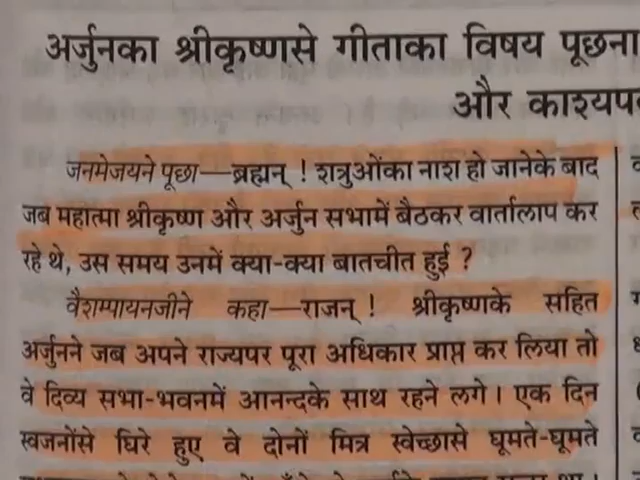 अर्जुनका श्रीकृष्णसे गीताका विषय पूछना
और काश्यप
जनमेजयने पूछा—ब्रह्मन् ! शत्रुओंका नाश हो जानेके बाद
जब महात्मा श्रीकृष्ण और अर्जुन सभामें बैठकर वार्तालाप कर
रहे थे, उस समय उनमें क्या-क्या बातचीत हुई ?
वैशम्पायनजीने कहा—राजन् ! श्रीकृष्णके सहित
अर्जुनने जब अपने राज्यपर पूरा अधिकार प्राप्त कर लिया तो
वे दिव्य सभा-भवनमें आनन्दके साथ रहने लगे। एक दिन
स्वजनोंसे घिरे हुए वे दोनों मित्र स्वेच्छासे घूमते-घूमते